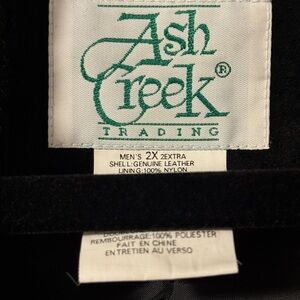 Ash
Creek®
TRADING
MEN'S 2X 2EXTRA
SHELL:GENUINE LEATHER
LINING:100% NYLON
REMBOURRAGE:100% POLIESTER
FAIT EN CHINE
ENTRETIEN AU VERSO